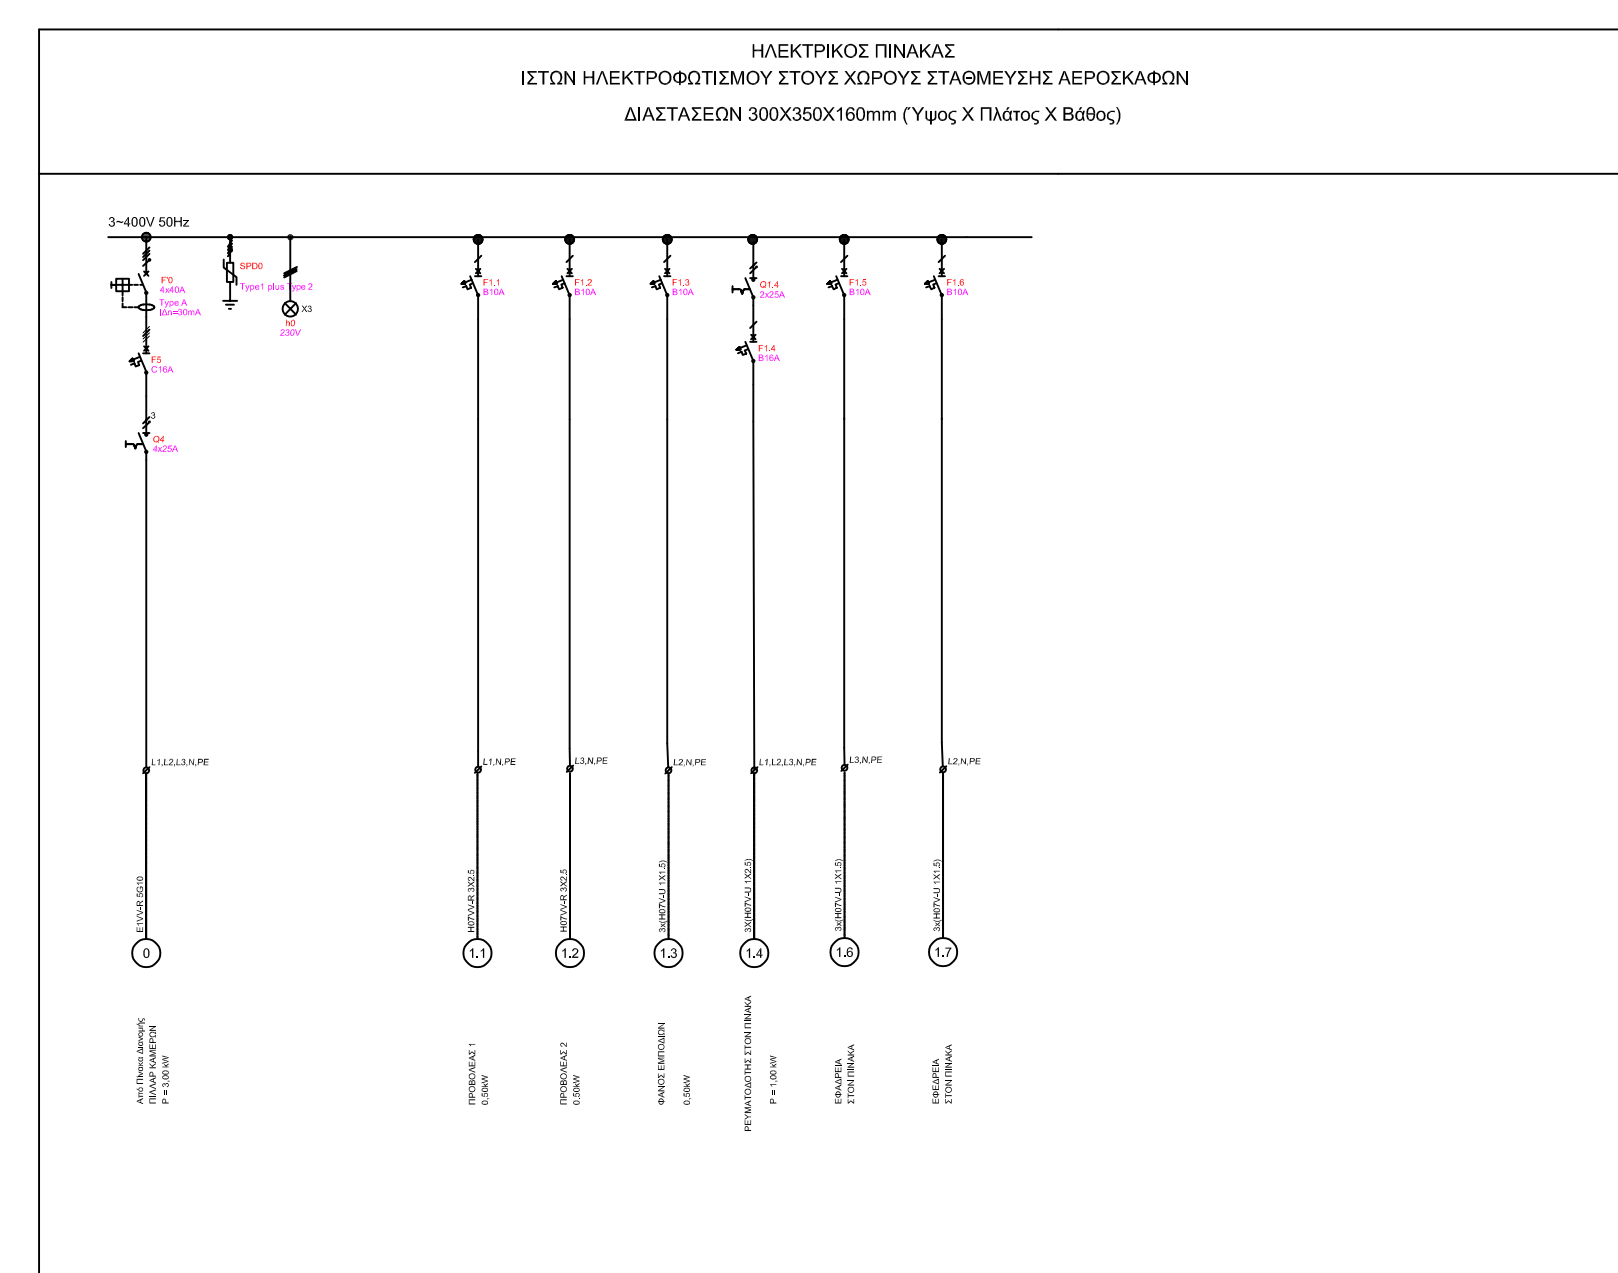 ΗΛΕΚΤΡΙΚΟΣ ΠΙΝΑΚΑΣ
ΙΣΤΩΝ ΗΛΕΚΤΡΟΦΩΤΙΣΜΟΥ ΣΤΟΥΣ ΧΩΡΟΥΣ ΣΤΑΘΜΕΥΣΗΣ ΑΕΡΟΣΚΑΦΩΝ
ΔΙΑΣΤΑΣΕΩΝ 300X350X160mm (Ύψος Χ Πλάτος Χ Βάθος)
3~400V 50Hz
F'0
4x40A
Type A
IΔn=30mA
F5
C16A
3
Q4
4x25A
SPD0
Type1 plus Type 2
X3
h0
230V
F1.1
B10A
F1.2
B10A
F1.3
B10A
Q1.4
2x25A
F1.4
B16A
F1.5
B10A
F1.6
B10A
L1,L2,L3,N,PE
L1,N,PE
L3,N,PE
L2,N,PE
L1,L2,L3,N,PE
L3,N,PE
L2,N,PE
E1VV-R 5G10
H07VV-R 3X2.5
H07VV-R 3X2.5
3x(H07V-U 1X1.5)
3X(H07V-U 1X2.5)
3x(H07V-U 1X1.5)
3x(H07V-U 1X1.5)
0
1.1
1.2
1.3
1.4
1.6
1.7
Από Πίνακα Διανομής
ΠΙΛΛΑΡ ΚΑΜΕΡΩΝ
P = 3,00 kW
ΠΡΟΒΟΛΕΑΣ 1
0,50kW
ΠΡΟΒΟΛΕΑΣ 2
0,50kW
ΦΑΝΟΣ ΕΜΠΟΔΙΩΝ
0,50kW
ΡΕΥΜΑΤΟΔΟΤΗΣ ΣΤΟΝ ΠΙΝΑΚΑ
P = 1,00 kW
ΕΦΑΔΡΕΙΑ
ΣΤΟΝ ΠΙΝΑΚΑ
ΕΦΕΔΡΕΙΑ
ΣΤΟΝ ΠΙΝΑΚΑ